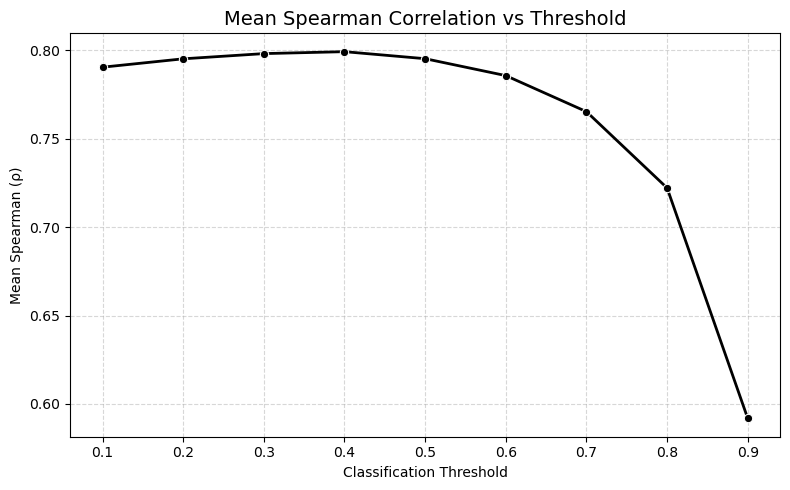 Mean Spearman Correlation vs Threshold
Mean Spearman (ρ)
0.80
0.75
0.70
0.65
0.60
0.1 0.2 0.3 0.4 0.5 0.6 0.7 0.8 0.9
Classification Threshold